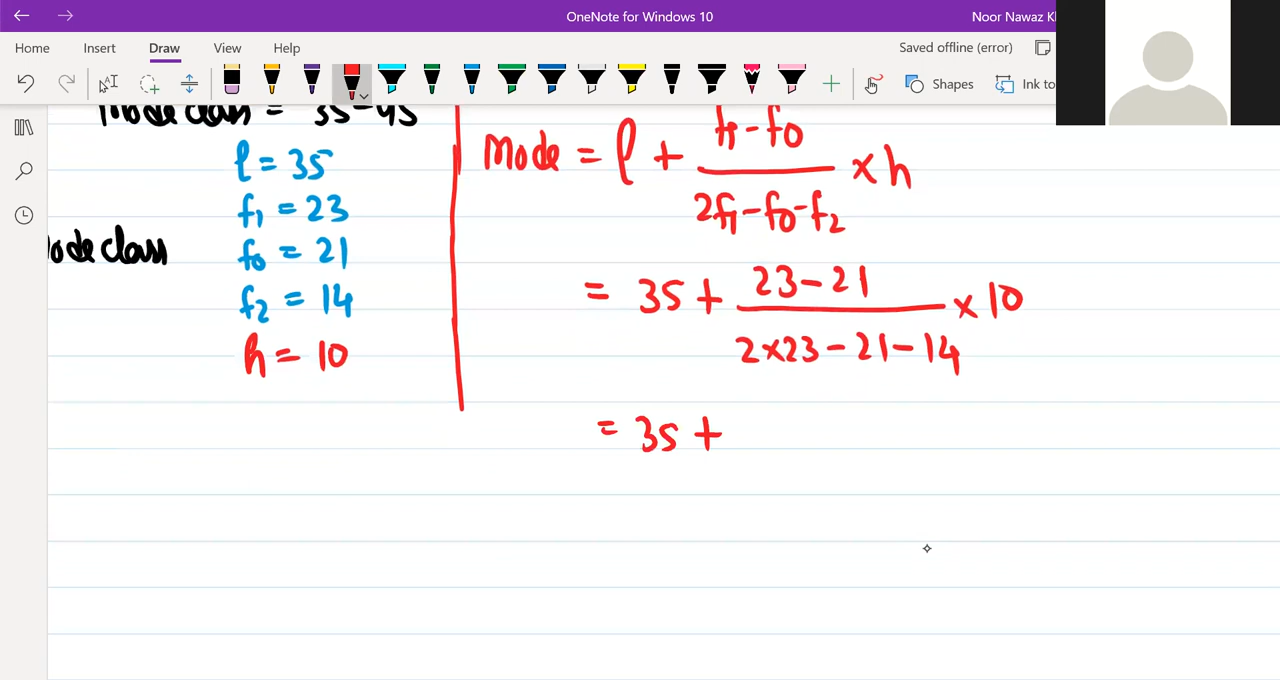 OneNote for Windows 10
Noor Nawaz Kh
Home Insert Draw View Help
Saved offline (error)
Shapes
Ink to
Mode class = 35-45
l = 35
f₁ = 23
Mode class
f₀ = 21
f₂ = 14
h = 10
Mode = l + (f₁ - f₀) / (2f₁ - f₀ - f₂) × h
= 35 + (23 - 21) / (2×23 - 21 - 14) × 10
= 35 +